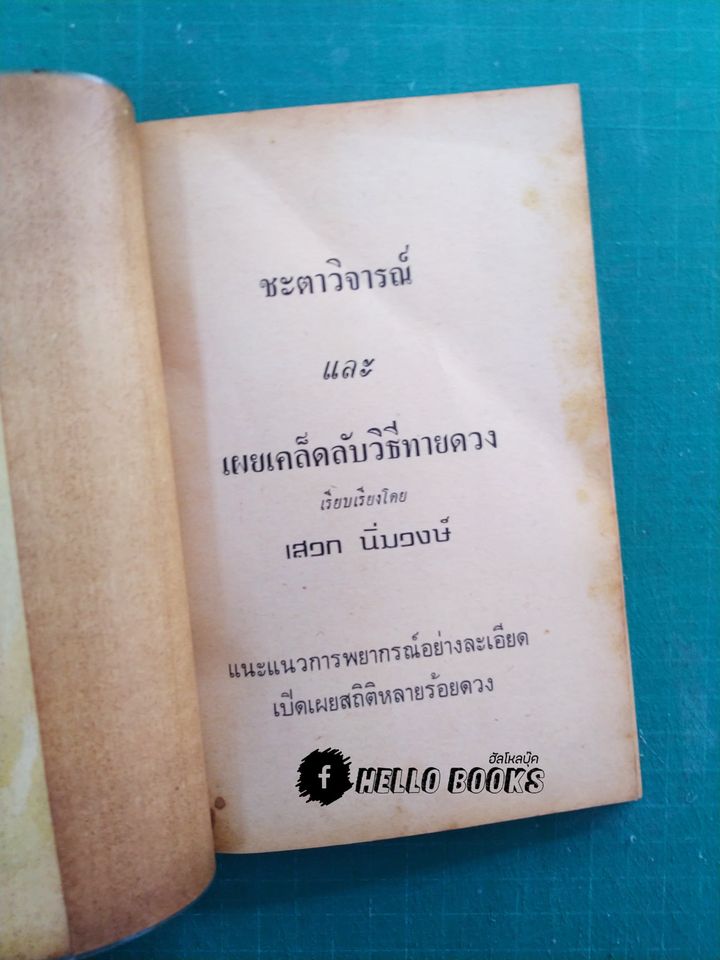 ชะตาวิจารณ์
และ
เผยเคล็ดลับวิธีทายดวง
เรียบเรียงโดย
เสวก นิ่มวงษ์
แนะแนวการพยากรณ์อย่างละเอียด
เปิดเผยสถิติหลายร้อยดวง
ฮัลโหลบุ๊ค
f HELLO BOOKS